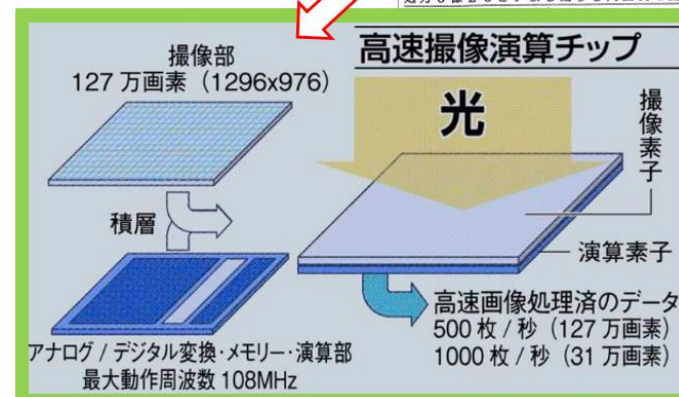 高速撮像演算チップ
撮像部
127万画素（1296x976）
積層
アナログ / デジタル変換・メモリー・演算部
最大動作周波数 108MHz
光
撮像素子
演算素子
高速画像処理済のデータ
500 枚 / 秒（127 万画素）
1000 枚 / 秒（31 万画素）